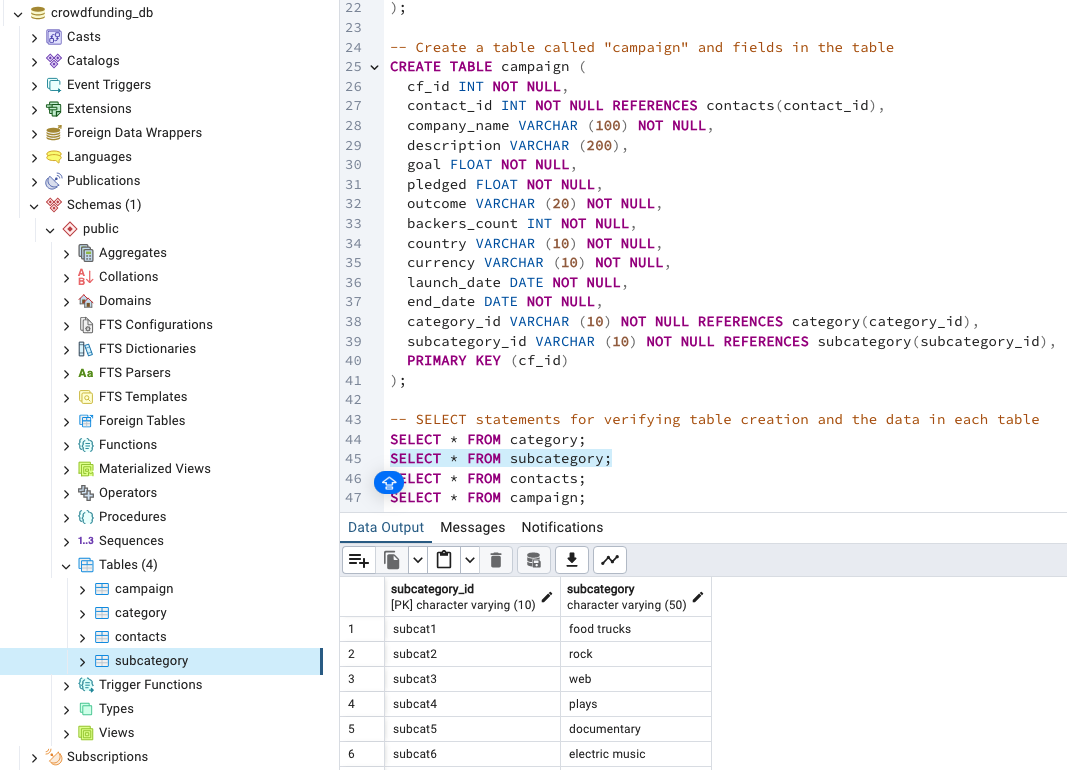 crowdfunding_db
Casts
Catalogs
Event Triggers
Extensions
Foreign Data Wrappers
Languages
Publications
Schemas (1)
public
Aggregates
Collations
Domains
FTS Configurations
FTS Dictionaries
Aa FTS Parsers
FTS Templates
Foreign Tables
Functions
Materialized Views
Operators
Procedures
1..3 Sequences
Tables (4)
campaign
category
contacts
subcategory
Trigger Functions
Types
Views
Subscriptions
22 );
23
24 -- Create a table called "campaign" and fields in the table
25 CREATE TABLE campaign (
26 cf_id INT NOT NULL,
27 contact_id INT NOT NULL REFERENCES contacts(contact_id),
28 company_name VARCHAR (100) NOT NULL,
29 description VARCHAR (200),
30 goal FLOAT NOT NULL,
31 pledged FLOAT NOT NULL,
32 outcome VARCHAR (20) NOT NULL,
33 backers_count INT NOT NULL,
34 country VARCHAR (10) NOT NULL,
35 currency VARCHAR (10) NOT NULL,
36 launch_date DATE NOT NULL,
37 end_date DATE NOT NULL,
38 category_id VARCHAR (10) NOT NULL REFERENCES category(category_id),
39 subcategory_id VARCHAR (10) NOT NULL REFERENCES subcategory(subcategory_id),
40 PRIMARY KEY (cf_id)
41 );
42
43 -- SELECT statements for verifying table creation and the data in each table
44 SELECT * FROM category;
45 SELECT * FROM subcategory;
46 ELECT * FROM contacts;
47 SELECT * FROM campaign;
Data Output Messages Notifications
subcategory_id subcategory
[PK] character varying (10) character varying (50)
1 subcat1 food trucks
2 subcat2 rock
3 subcat3 web
4 subcat4 plays
5 subcat5 documentary
6 subcat6 electric music